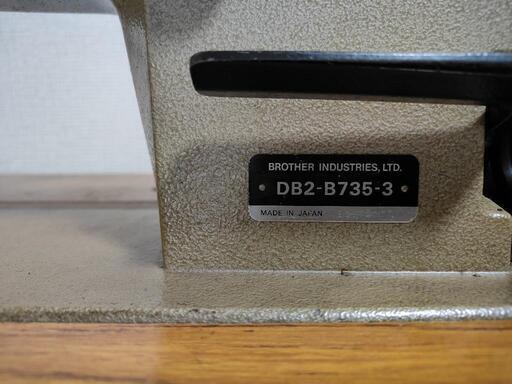 BROTHER INDUSTRIES, LTD.
DB2-B735-3
MADE IN JAPAN